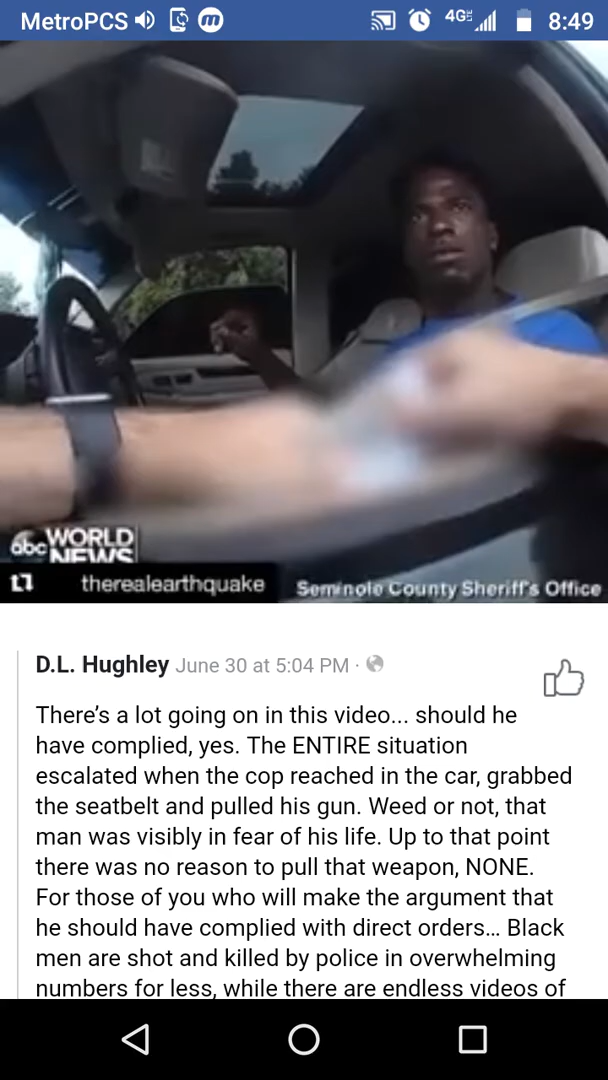 MetroPCS 4G LTE 8:49
abc WORLD
NEWS
therealearthquake Seminole County Sheriff's Office
D.L. Hughley June 30 at 5:04 PM ·
There's a lot going on in this video... should he
have complied, yes. The ENTIRE situation
escalated when the cop reached in the car, grabbed
the seatbelt and pulled his gun. Weed or not, that
man was visibly in fear of his life. Up to that point
there was no reason to pull that weapon, NONE.
For those of you who will make the argument that
he should have complied with direct orders... Black
men are shot and killed by police in overwhelming
numbers for less, while there are endless videos of